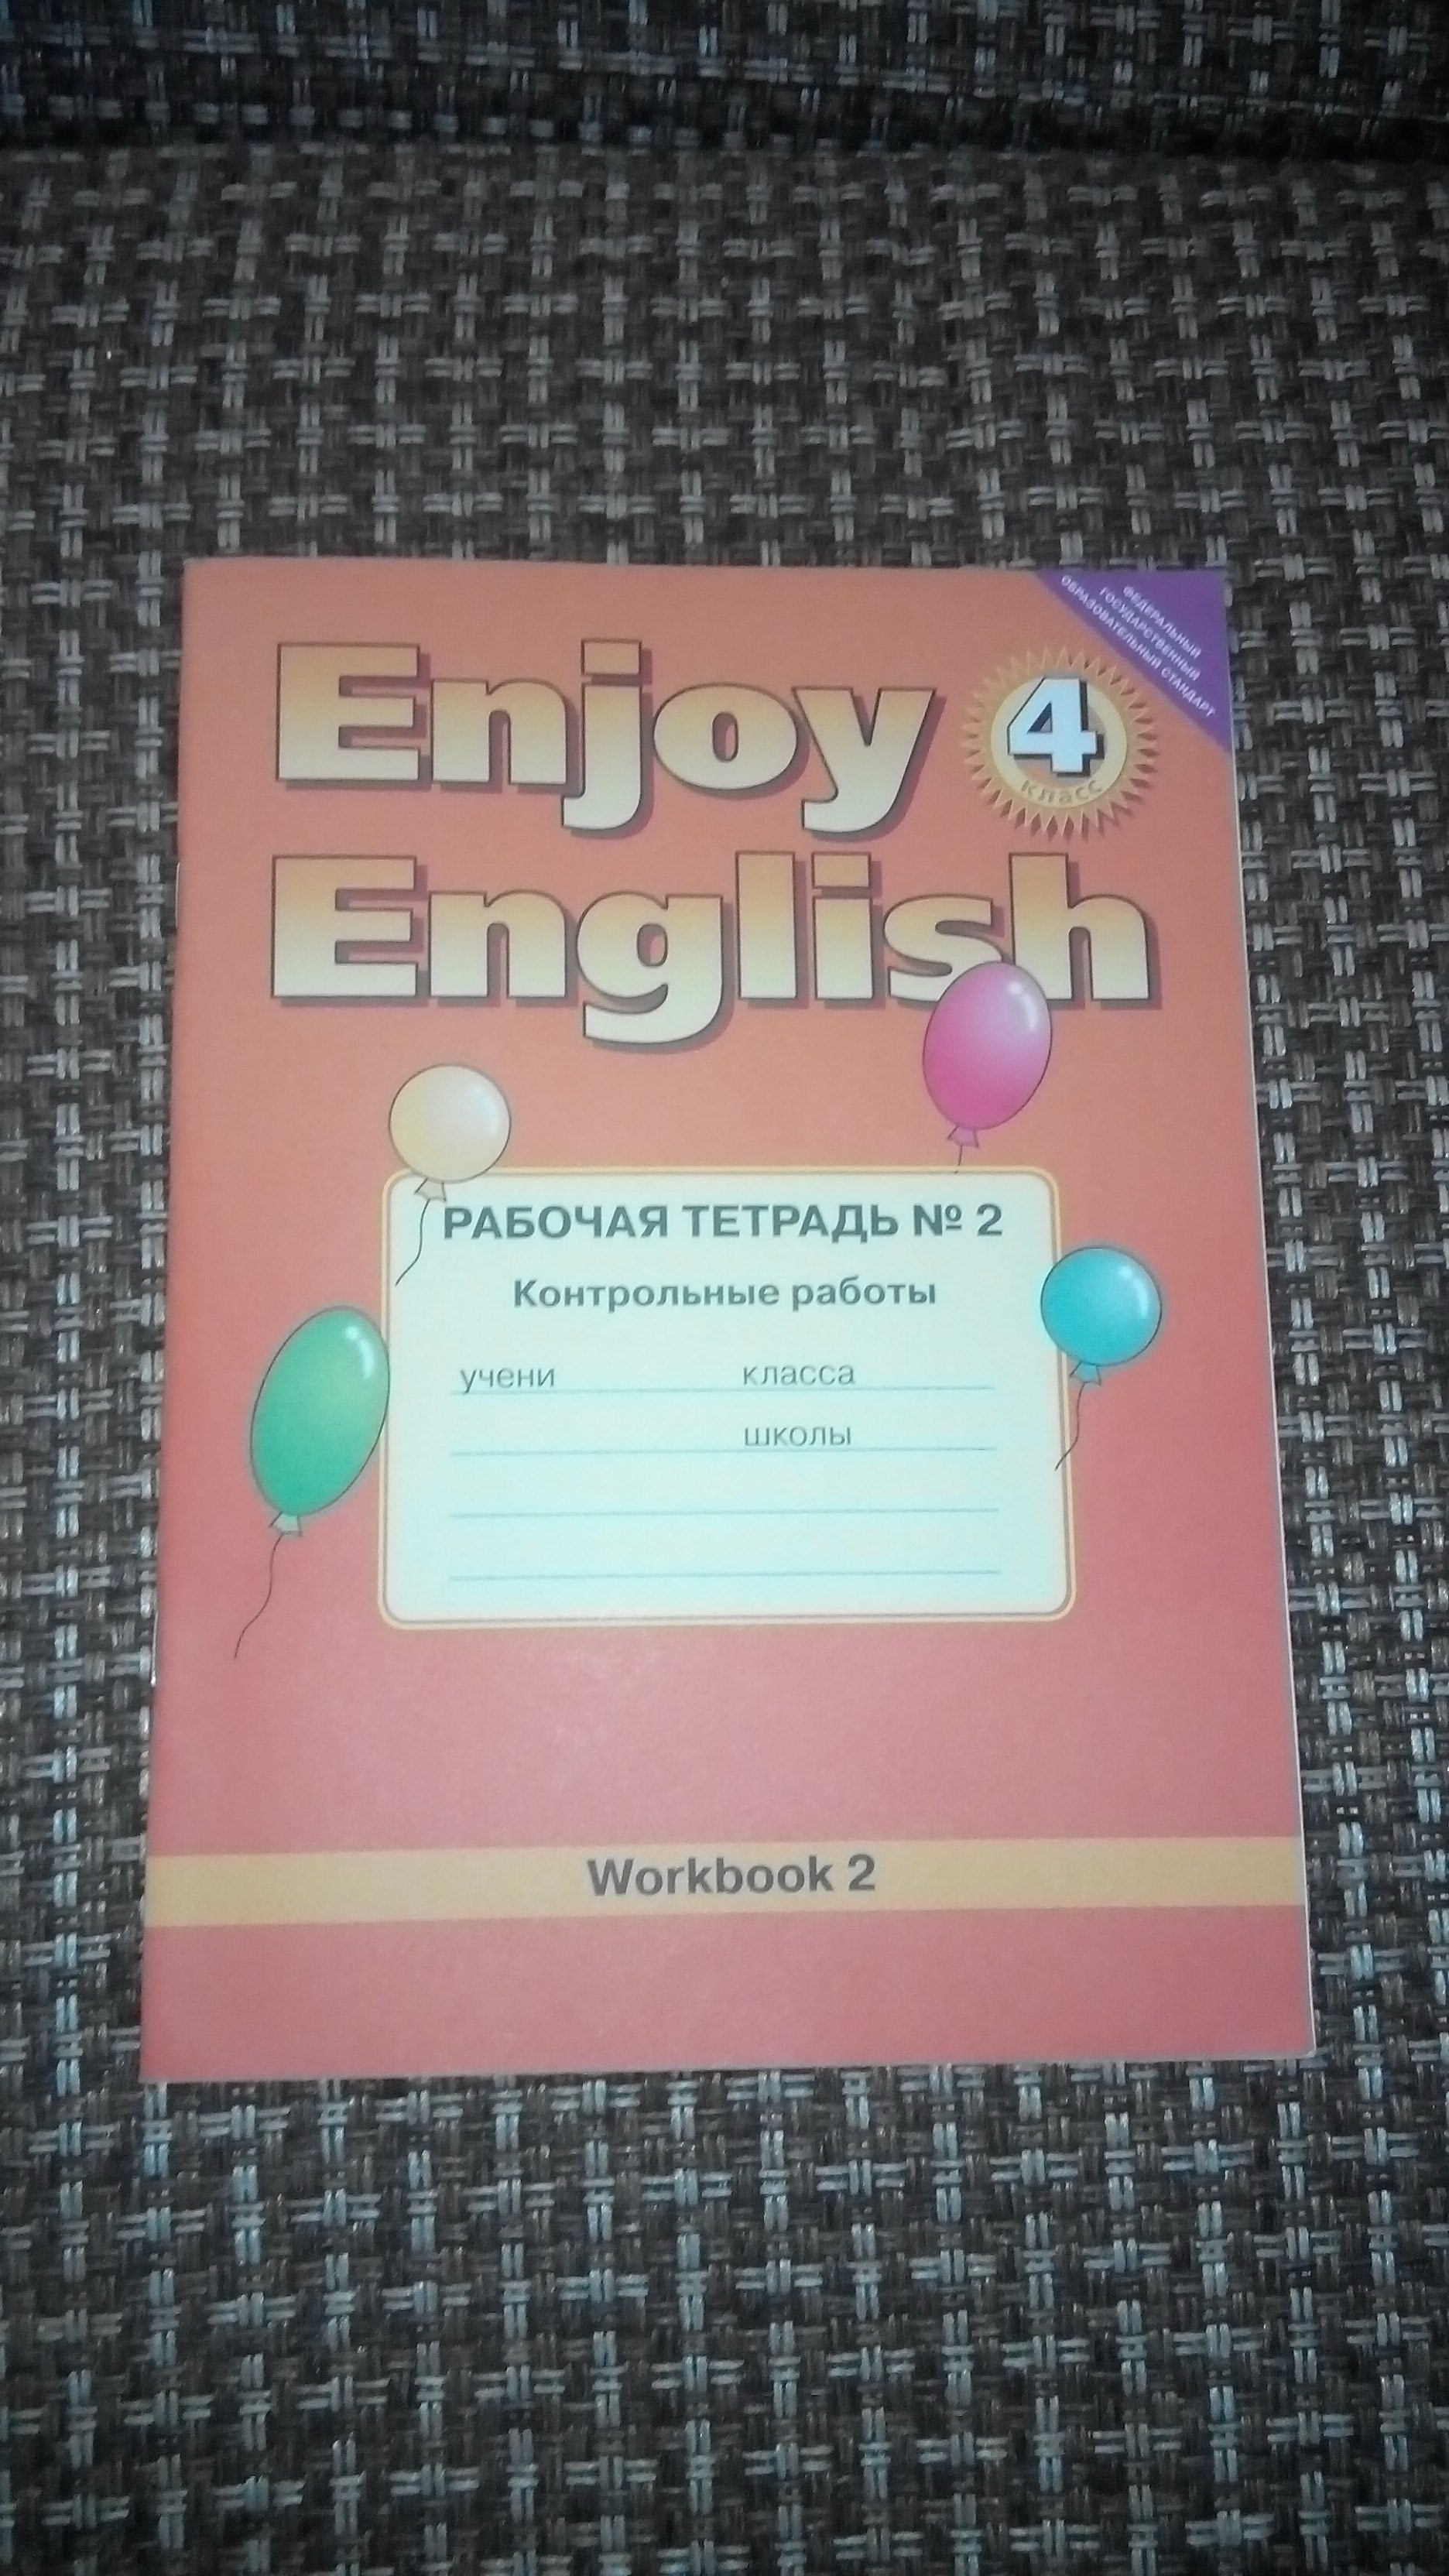 ФЕДЕРАЛЬНЫЙ
ГОСУДАРСТВЕННЫЙ
ОБРАЗОВАТЕЛЬНЫЙ СТАНДАРТ
Enjoy
4
класс
English
РАБОЧАЯ ТЕТРАДЬ № 2
Контрольные работы
учени класса
школы
Workbook 2